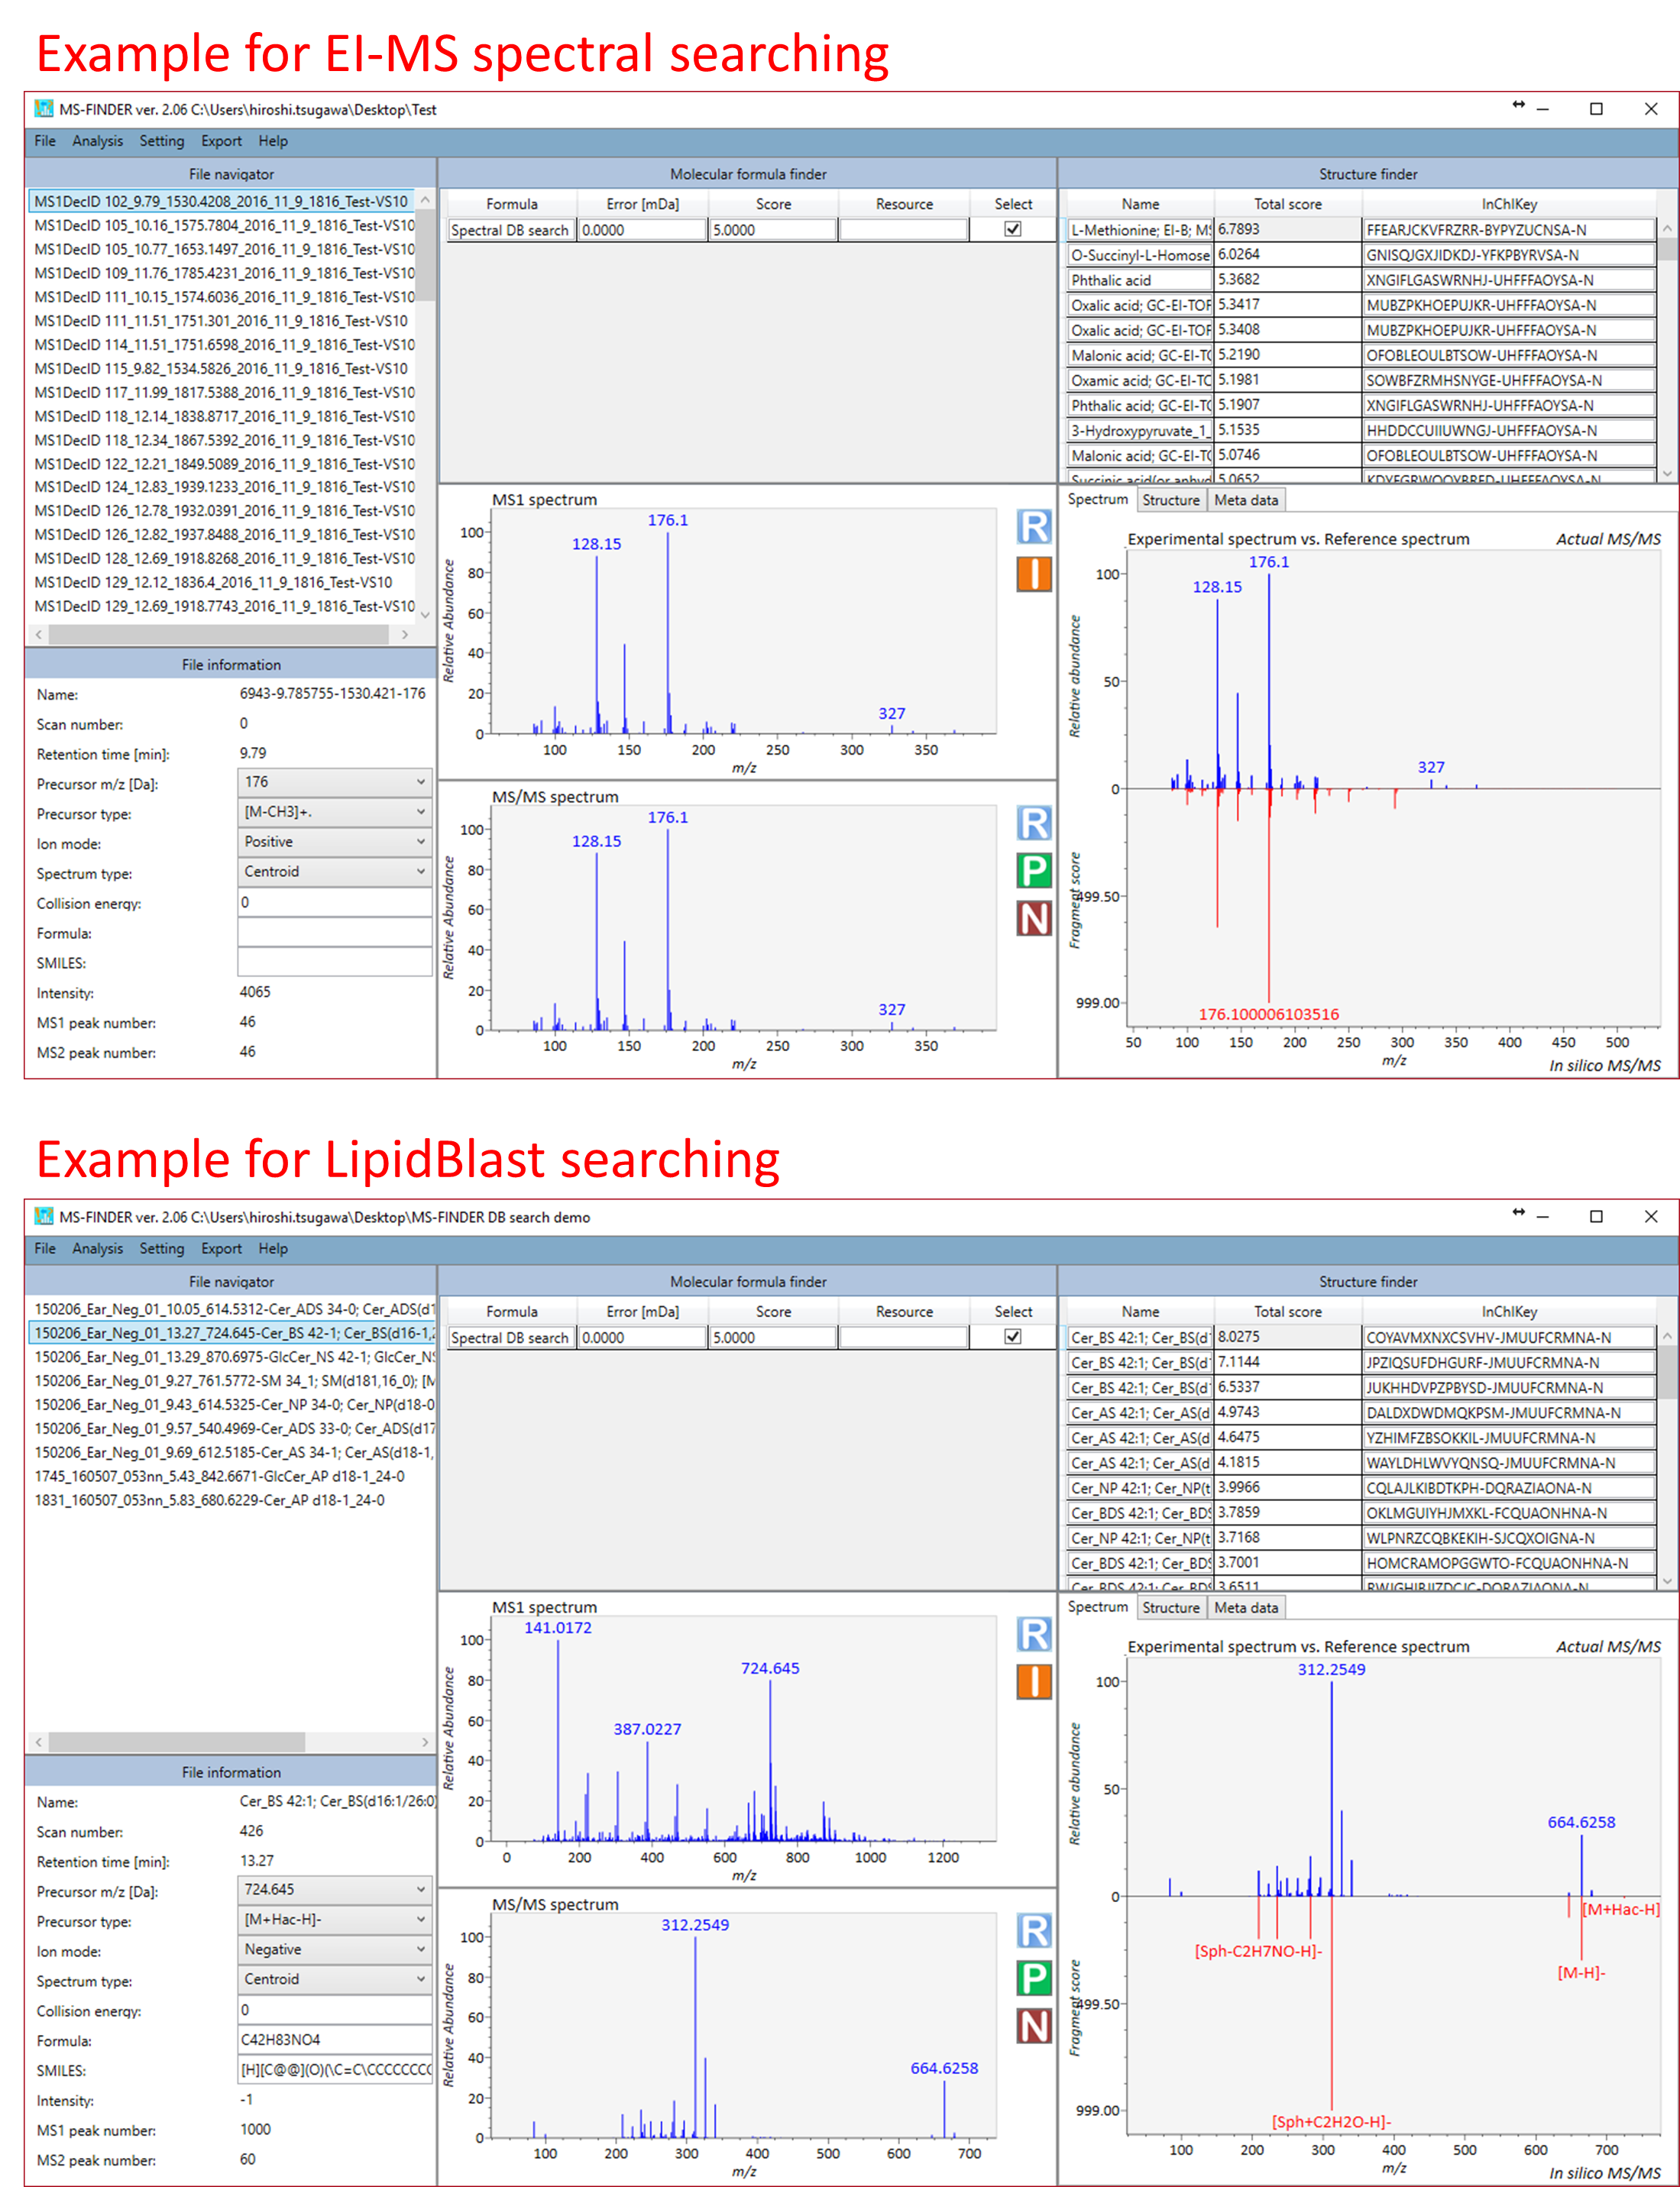 Example for EI-MS spectral searching
MS-FINDER ver. 2.06 C:\Users\hiroshi.tsugawa\Desktop\Test
File Analysis Setting Export Help
File navigator
MS1DecID 102_9.79_1530.4208_2016_11_9_1816_Test-VS10
MS1DecID 105_10.16_1575.7804_2016_11_9_1816_Test-VS10
MS1DecID 105_10.77_1653.1497_2016_11_9_1816_Test-VS10
MS1DecID 109_11.76_1785.4231_2016_11_9_1816_Test-VS10
MS1DecID 111_10.15_1574.6036_2016_11_9_1816_Test-VS10
MS1DecID 111_11.51_1751.301_2016_11_9_1816_Test-VS10
MS1DecID 114_11.51_1751.6598_2016_11_9_1816_Test-VS10
MS1DecID 115_9.82_1534.5826_2016_11_9_1816_Test-VS10
MS1DecID 117_11.99_1817.5388_2016_11_9_1816_Test-VS10
MS1DecID 118_12.14_1838.8717_2016_11_9_1816_Test-VS10
MS1DecID 118_12.34_1867.5392_2016_11_9_1816_Test-VS10
MS1DecID 122_12.21_1849.5089_2016_11_9_1816_Test-VS10
MS1DecID 124_12.83_1939.1233_2016_11_9_1816_Test-VS10
MS1DecID 126_12.78_1932.0391_2016_11_9_1816_Test-VS10
MS1DecID 126_12.82_1937.8488_2016_11_9_1816_Test-VS10
MS1DecID 128_12.69_1918.8268_2016_11_9_1816_Test-VS10
MS1DecID 129_12.12_1836.4_2016_11_9_1816_Test-VS10
MS1DecID 129_12.69_1918.7743_2016_11_9_1816_Test-VS10
File information
Name: 6943-9.785755-1530.421-176
Scan number: 0
Retention time [min]: 9.79
Precursor m/z [Da]: 176
Precursor type: [M-CH3]+.
Ion mode: Positive
Spectrum type: Centroid
Collision energy: 0
Formula:
SMILES:
Intensity: 4065
MS1 peak number: 46
MS2 peak number: 46
Molecular formula finder
Formula Error [mDa] Score Resource Select
Spectral DB search 0.0000 5.0000
MS1 spectrum
176.1
128.15
327
100
80
60
40
20
0
Relative Abundance
100 150 200 250 300 350
m/z
R
I
MS/MS spectrum
176.1
128.15
327
100
80
60
40
20
0
Relative Abundance
100 150 200 250 300 350
m/z
R
P
N
Structure finder
Name Total score InChIKey
L-Methionine; EI-B; M 6.7893 FFEARJCKVFRZRR-BYPYZUCNSA-N
O-Succinyl-L-Homose 6.0264 GNISQJGXJIDKDJ-YFKPBYRVSA-N
Phthalic acid 5.3682 XNGIFLGASWRNHJ-UHFFFAOYSA-N
Oxalic acid; GC-EI-TOF 5.3417 MUBZPKHOEPUJKR-UHFFFAOYSA-N
Oxalic acid; GC-EI-TOF 5.3408 MUBZPKHOEPUJKR-UHFFFAOYSA-N
Malonic acid; GC-EI-T 5.2190 OFOBLEOULBTSOW-UHFFFAOYSA-N
Oxamic acid; GC-EI-TC 5.1981 SOWBFZRMHSNYGE-UHFFFAOYSA-N
Phthalic acid; GC-EI-T 5.1907 XNGIFLGASWRNHJ-UHFFFAOYSA-N
3-Hydroxypyruvate_1_ 5.1535 HHDDCCUIIUWNGJ-UHFFFAOYSA-N
Malonic acid; GC-EI-T 5.0746 OFOBLEOULBTSOW-UHFFFAOYSA-N
Succinic acid(or anhyd 5.0652 KDYFGRWQOYBRFD-UHFFFAOYSA-N
Spectrum Structure Meta data
Experimental spectrum vs. Reference spectrum Actual MS/MS
176.1
128.15
327
100
50
0
499.50
999.00
Relative abundance
Fragment score
176.100006103516
50 100 150 200 250 300 350 400 450 500
m/z
In silico MS/MS
Example for LipidBlast searching
MS-FINDER ver. 2.06 C:\Users\hiroshi.tsugawa\Desktop\MS-FINDER DB search demo
File Analysis Setting Export Help
File navigator
150206_Ear_Neg_01_10.05_614.5312-Cer_ADS 34-0; Cer_ADS(d1
150206_Ear_Neg_01_13.27_724.645-Cer_BS 42-1; Cer_BS(d16-1,2
150206_Ear_Neg_01_13.29_870.6975-GlcCer_NS 42-1; GlcCer_NS
150206_Ear_Neg_01_9.27_761.5772-SM 34_1; SM(d181,16_0); [M
150206_Ear_Neg_01_9.43_614.5325-Cer_NP 34-0; Cer_NP(d18-0
150206_Ear_Neg_01_9.57_540.4969-Cer_ADS 33-0; Cer_ADS(d17
150206_Ear_Neg_01_9.69_612.5185-Cer_AS 34-1; Cer_AS(d18-1,
1745_160507_053nn_5.43_842.6671-GlcCer_AP d18-1_24-0
1831_160507_053nn_5.83_680.6229-Cer_AP d18-1_24-0
File information
Name: Cer_BS 42:1; Cer_BS(d16:1/26:0)
Scan number: 426
Retention time [min]: 13.27
Precursor m/z [Da]: 724.645
Precursor type: [M+Hac-H]-
Ion mode: Negative
Spectrum type: Centroid
Collision energy: 0
Formula: C42H83NO4
SMILES: [H][C@@](O)(\C=C\CCCCCCCC
Intensity: -1
MS1 peak number: 1000
MS2 peak number: 60
Molecular formula finder
Formula Error [mDa] Score Resource Select
Spectral DB search 0.0000 5.0000
MS1 spectrum
141.0172
724.645
387.0227
100
80
60
40
20
0
Relative Abundance
0 200 400 600 800 1000 1200
m/z
R
I
MS/MS spectrum
312.2549
664.6258
100
80
60
40
20
0
Relative Abundance
100 200 300 400 500 600 700
m/z
R
P
N
Structure finder
Name Total score InChIKey
Cer_BS 42:1; Cer_BS(d 8.0275 COYAVMXNXCSVHV-JMUUFCRMNA-N
Cer_BS 42:1; Cer_BS(d 7.1144 JPZIQSUFDHGURF-JMUUFCRMNA-N
Cer_BS 42:1; Cer_BS(d 6.5337 JUKHHDVPZPBYSD-JMUUFCRMNA-N
Cer_AS 42:1; Cer_AS(d 4.9743 DALDXDWDMQKPSM-JMUUFCRMNA-N
Cer_AS 42:1; Cer_AS(d 4.6475 YZHIMFZBSOKKIL-JMUUFCRMNA-N
Cer_AS 42:1; Cer_AS(d 4.1815 WAYLDHLWVYQNSQ-JMUUFCRMNA-N
Cer_NP 42:1; Cer_NP(t 3.9966 CQLAJLKIBDTKPH-DQRAZIAONA-N
Cer_BDS 42:1; Cer_BDS 3.7859 OKLMGUIYHJMXKL-FCQUAONHNA-N
Cer_NP 42:1; Cer_NP(t 3.7168 WLPNRZCQBKEKIH-SJCQXOIGNA-N
Cer_BDS 42:1; Cer_BDS 3.7001 HOMCRAMOPGGWTO-FCQUAONHNA-N
Cer_BDS 42:1; Cer_BDS 3.6511
Spectrum Structure Meta data
Experimental spectrum vs. Reference spectrum Actual MS/MS
312.2549
664.6258
100
50
0
499.50
999.00
Relative abundance
Fragment score
[M+Hac-H]
[Sph-C2H7NO-H]-
[M-H]-
[Sph+C2H2O-H]-
100 200 300 400 500 600 700
m/z
In silico MS/MS